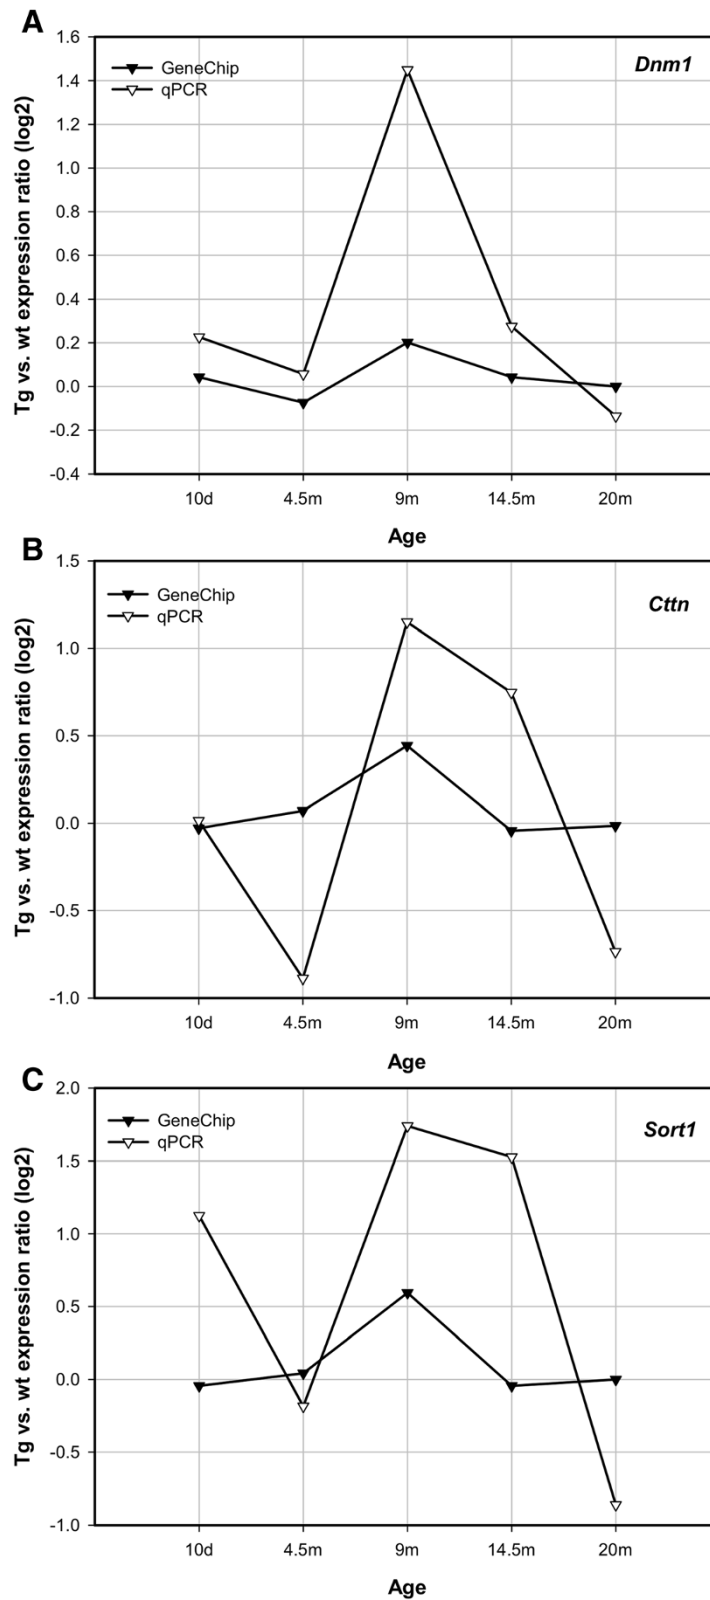 A
Tg vs. wt expression ratio (log2)
1.6
1.4
1.2
1.0
0.8
0.6
0.4
0.2
0.0
-0.2
-0.4
GeneChip
qPCR
Dnm1
10d 4.5m 9m 14.5m 20m
Age
B
Tg vs. wt expression ratio (log2)
1.5
1.0
0.5
0.0
-0.5
-1.0
GeneChip
qPCR
Cttn
10d 4.5m 9m 14.5m 20m
Age
C
Tg vs. wt expression ratio (log2)
2.0
1.5
1.0
0.5
0.0
-0.5
-1.0
GeneChip
qPCR
Sort1
10d 4.5m 9m 14.5m 20m
Age